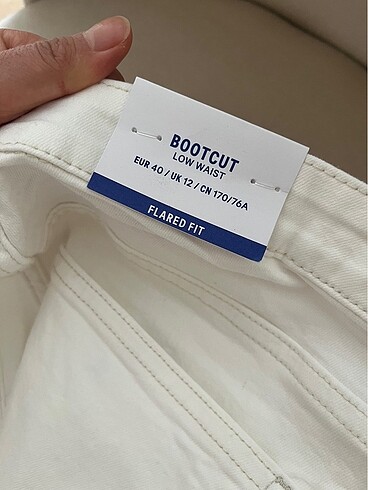 BOOTCUT
LOW WAIST
EUR 40 / UK 12 / CN 170/76A
FLARED FIT